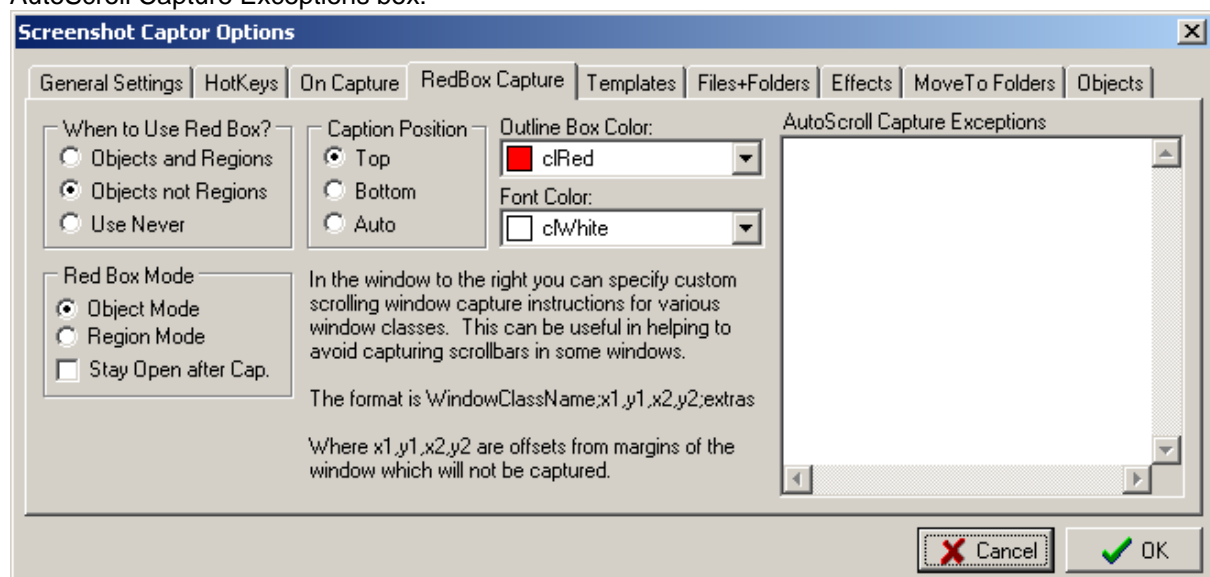 AutoScroll Capture Exceptions box.
Screenshot Captor Options
General Settings HotKeys On Capture RedBox Capture Templates Files+Folders Effects MoveTo Folders Objects
When to Use Red Box?
Objects and Regions
Objects not Regions
Use Never
Caption Position
Top
Bottom
Auto
Outline Box Color:
clRed
Font Color:
clWhite
AutoScroll Capture Exceptions
Red Box Mode
Object Mode
Region Mode
Stay Open after Cap.
In the window to the right you can specify custom
scrolling window capture instructions for various
window classes. This can be useful in helping to
avoid capturing scrollbars in some windows.
The format is WindowClassName;x1,y1,x2,y2;extras
Where x1,y1,x2,y2 are offsets from margins of the
window which will not be captured.
Cancel OK